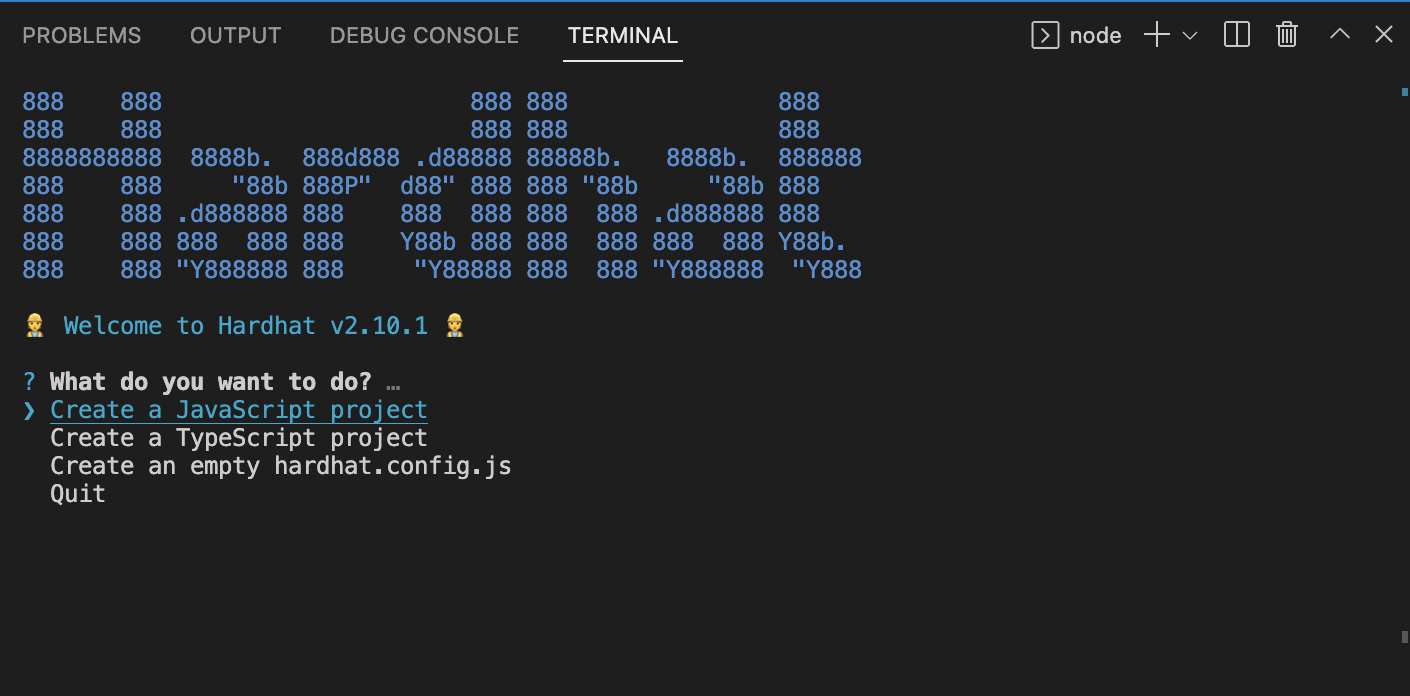 PROBLEMS OUTPUT DEBUG CONSOLE TERMINAL node
888    888                      888 888               888
888    888                      888 888               888
8888888888  8888b.  888d888 .d88888 88888b.   8888b.  888888
888    888     "88b 888P"  d88" 888 888 "88b     "88b 888
888    888 .d888888 888    888  888 888  888 .d888888 888
888    888 888  888 888    Y88b 888 888  888 888  888 Y88b.
888    888 "Y888888 888     "Y88888 888  888 "Y888888  "Y888
👷 Welcome to Hardhat v2.10.1 👷
? What do you want to do? …
❯ Create a JavaScript project
Create a TypeScript project
Create an empty hardhat.config.js
Quit